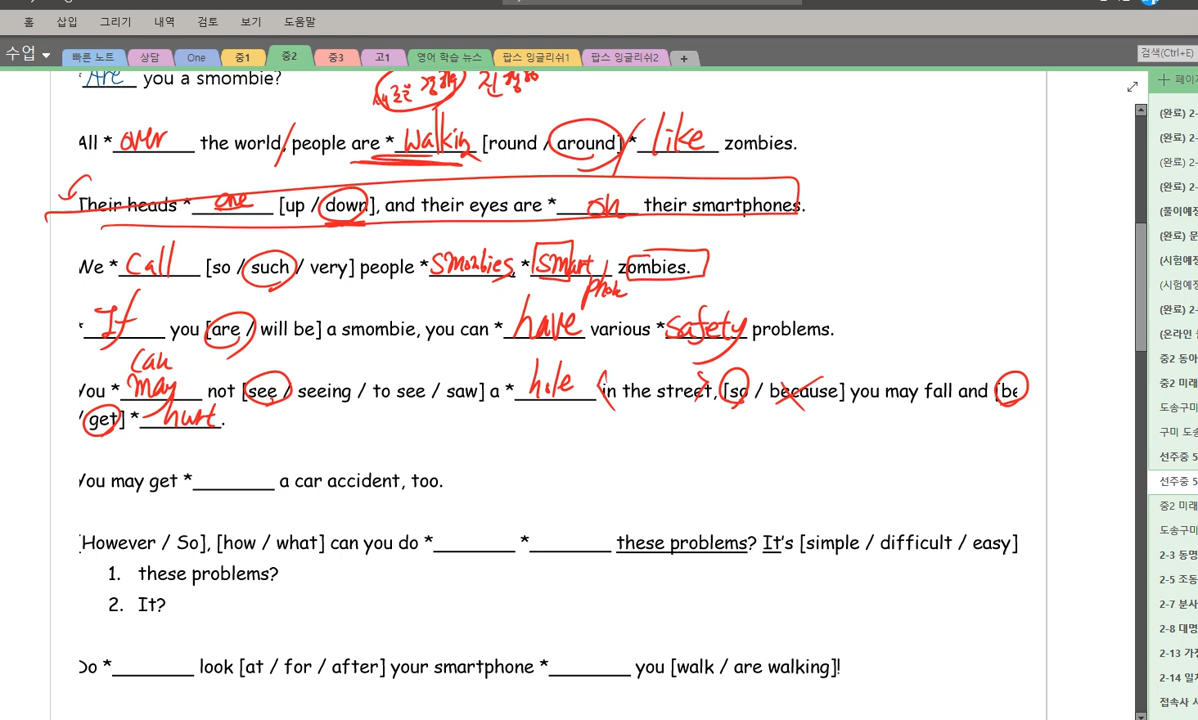 홈 삽입 그리기 내역 검토 보기 도움말
수업 빠른 노트 상담 One 중1 중2 중3 고1 영어 학습 뉴스 팝스 잉글리쉬1 팝스 잉글리쉬2 +
검색(Ctrl+E)
Are you a smombie?
All * over the world, people are * walking [round / around] * like zombies.
Their heads * are [up / down], and their eyes are * on their smartphones.
We * call [so / such / very] people * smombies, * smart phone zombies.
* If you [are / will be] a smombie, you can * have various * safety problems.
can
You * may not [see / seeing / to see / saw] a * hole in the street, [so / because] you may fall and [be
/ get] * hurt.
You may get *________ a car accident, too.
[However / So], [how / what] can you do *________ *________ these problems? It's [simple / difficult / easy]
1. these problems?
2. It?
Do *________ look [at / for / after] your smartphone *________ you [walk / are walking]!
+ 페이지
(완료) 2-
(완료) 2-
(완료) 2-
(완료) 2-
(풀이예정
(완료) 문
(시험예정
(시험예정
(완료) 2-
(온라인
중2 동아
중2 미래
도송구미
구미 도송
선주중 5
선주중 5
중2 미래
도송구미
2-3 동명
2-5 조동
2-7 분사
2-8 대명
2-13 가정
2-14 일치
접속사 시